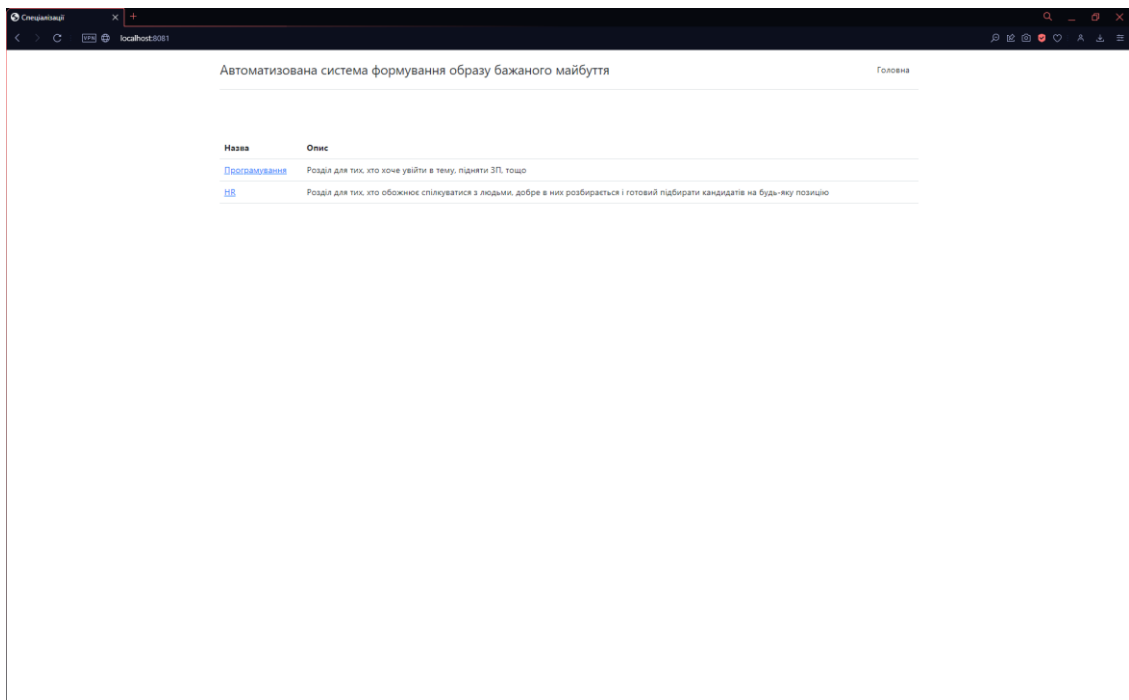 Спеціалізації
VPN localhost:8081
Автоматизована система формування образу бажаного майбуття Головна
Назва Опис
Програмування Розділ для тих, хто хоче увійти в тему, підняти ЗП, тощо
HR Розділ для тих, хто обожнює спілкуватися з людьми, добре в них розбирається і готовий підбирати кандидатів на будь-яку позицію